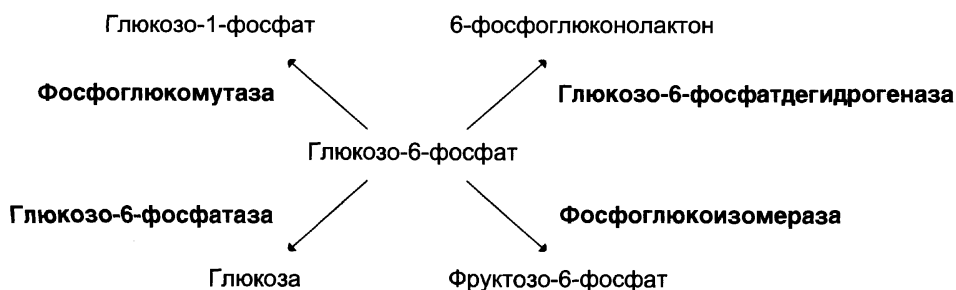 Глюкозо-1-фосфат
6-фосфоглюконолактон
Фосфоглюкомутаза
Глюкозо-6-фосфатдегидрогеназа
Глюкозо-6-фосфат
Глюкозо-6-фосфатаза
Фосфоглюкоизомераза
Глюкоза
Фруктозо-6-фосфат